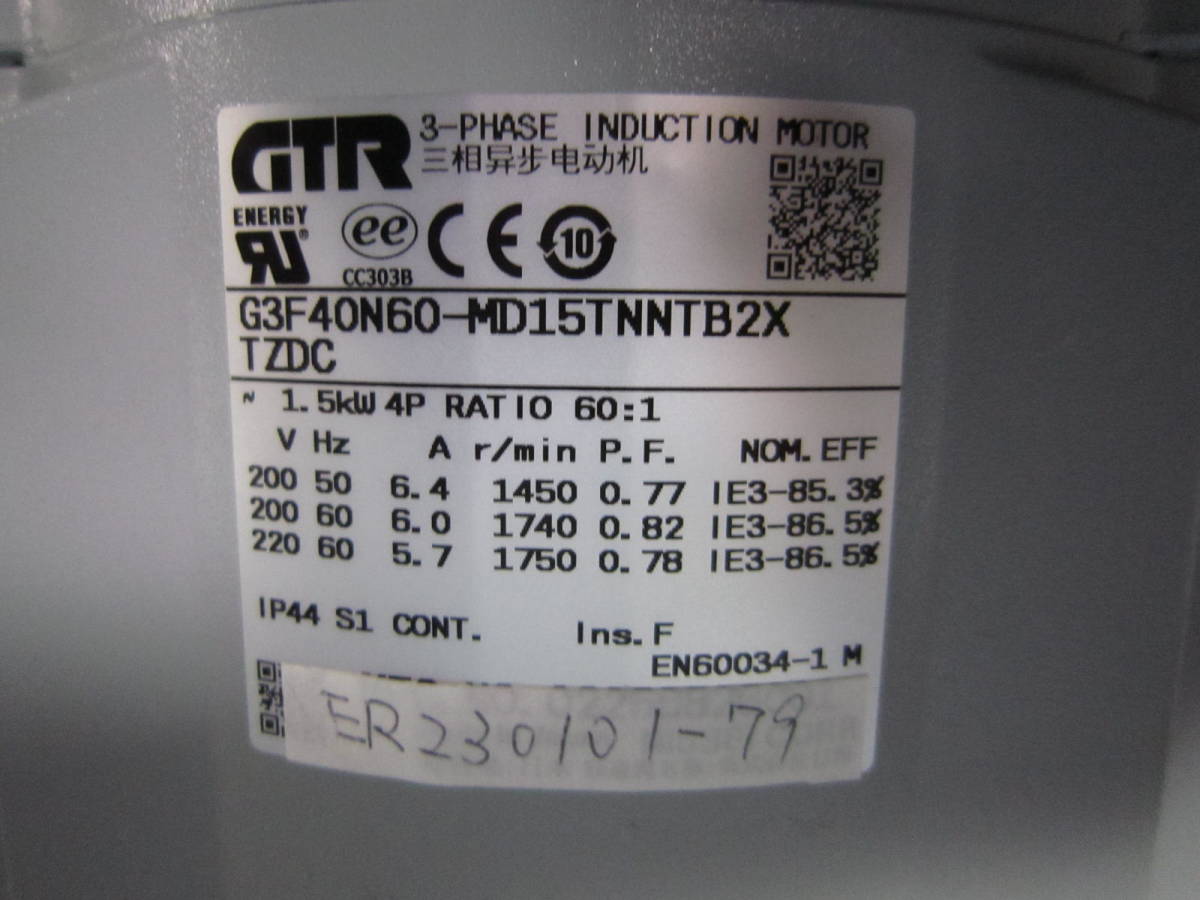 GTR 3-PHASE INDUCTION MOTOR
三相异步电动机
ENERGY
RU® ee CE 10
CC303B
G3F40N60-MD15TNNTB2X
TZDC
~ 1.5kW 4P RATIO 60:1
V Hz A r/min P.F. NOM.EFF
200 50 6.4 1450 0.77 IE3-85.3%
200 60 6.0 1740 0.82 IE3-86.5%
220 60 5.7 1750 0.78 IE3-86.5%
IP44 S1 CONT. Ins.F
EN60034-1 M
ER230101-79